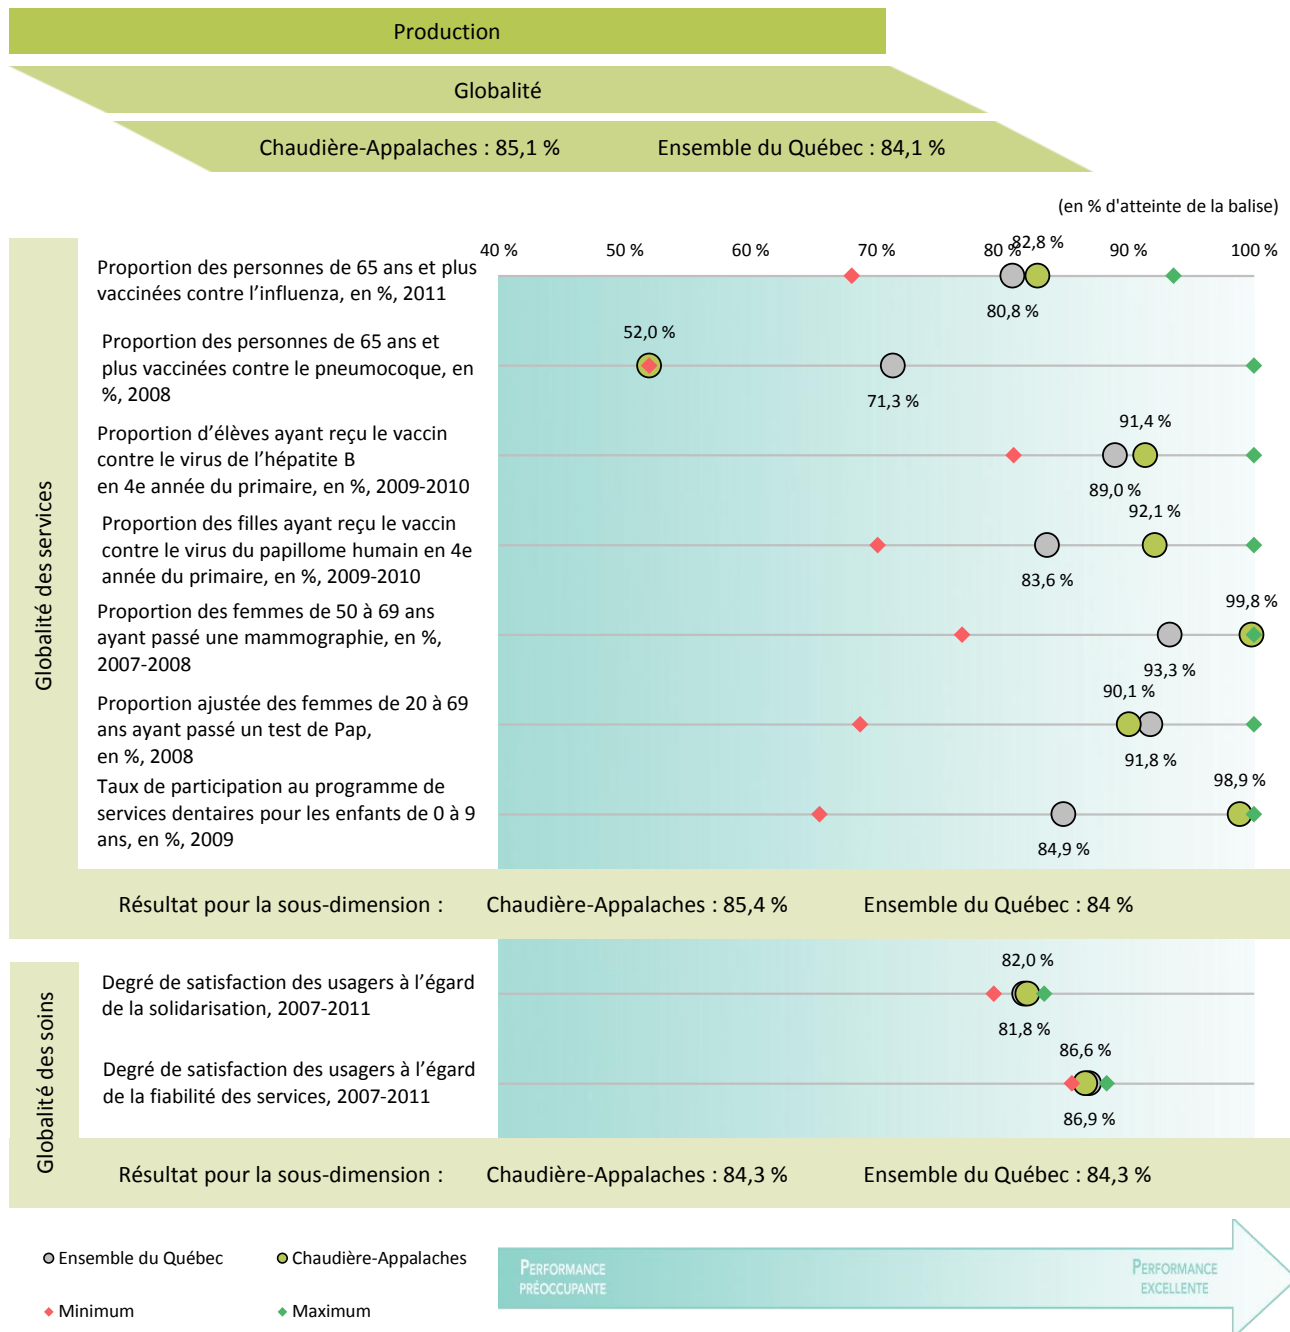 Production
Globalité
Chaudière-Appalaches : 85,1 % Ensemble du Québec : 84,1 %
(en % d'atteinte de la balise)
40 % 50 % 60 % 70 % 80 % 90 % 100 %
Globalité des services
Proportion des personnes de 65 ans et plus
vaccinées contre l’influenza, en %, 2011
82,8 %
80,8 %
Proportion des personnes de 65 ans et
plus vaccinées contre le pneumocoque, en
%, 2008
52,0 %
71,3 %
Proportion d’élèves ayant reçu le vaccin
contre le virus de l’hépatite B
en 4e année du primaire, en %, 2009-2010
91,4 %
89,0 %
Proportion des filles ayant reçu le vaccin
contre le virus du papillome humain en 4e
année du primaire, en %, 2009-2010
92,1 %
83,6 %
Proportion des femmes de 50 à 69 ans
ayant passé une mammographie, en %,
2007-2008
99,8 %
93,3 %
Proportion ajustée des femmes de 20 à 69
ans ayant passé un test de Pap,
en %, 2008
90,1 %
91,8 %
Taux de participation au programme de
services dentaires pour les enfants de 0 à 9
ans, en %, 2009
98,9 %
84,9 %
Résultat pour la sous-dimension : Chaudière-Appalaches : 85,4 % Ensemble du Québec : 84 %
Globalité des soins
Degré de satisfaction des usagers à l’égard
de la solidarisation, 2007-2011
82,0 %
81,8 %
Degré de satisfaction des usagers à l’égard
de la fiabilité des services, 2007-2011
86,6 %
86,9 %
Résultat pour la sous-dimension : Chaudière-Appalaches : 84,3 % Ensemble du Québec : 84,3 %
Ensemble du Québec Chaudière-Appalaches
Minimum Maximum
PERFORMANCE
PRÉOCCUPANTE
PERFORMANCE
EXCELLENTE